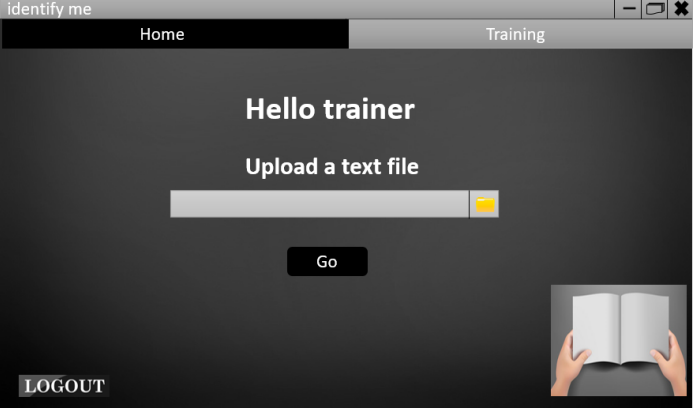 identify me
Home
Training
Hello trainer
Upload a text file
Go
LOGOUT